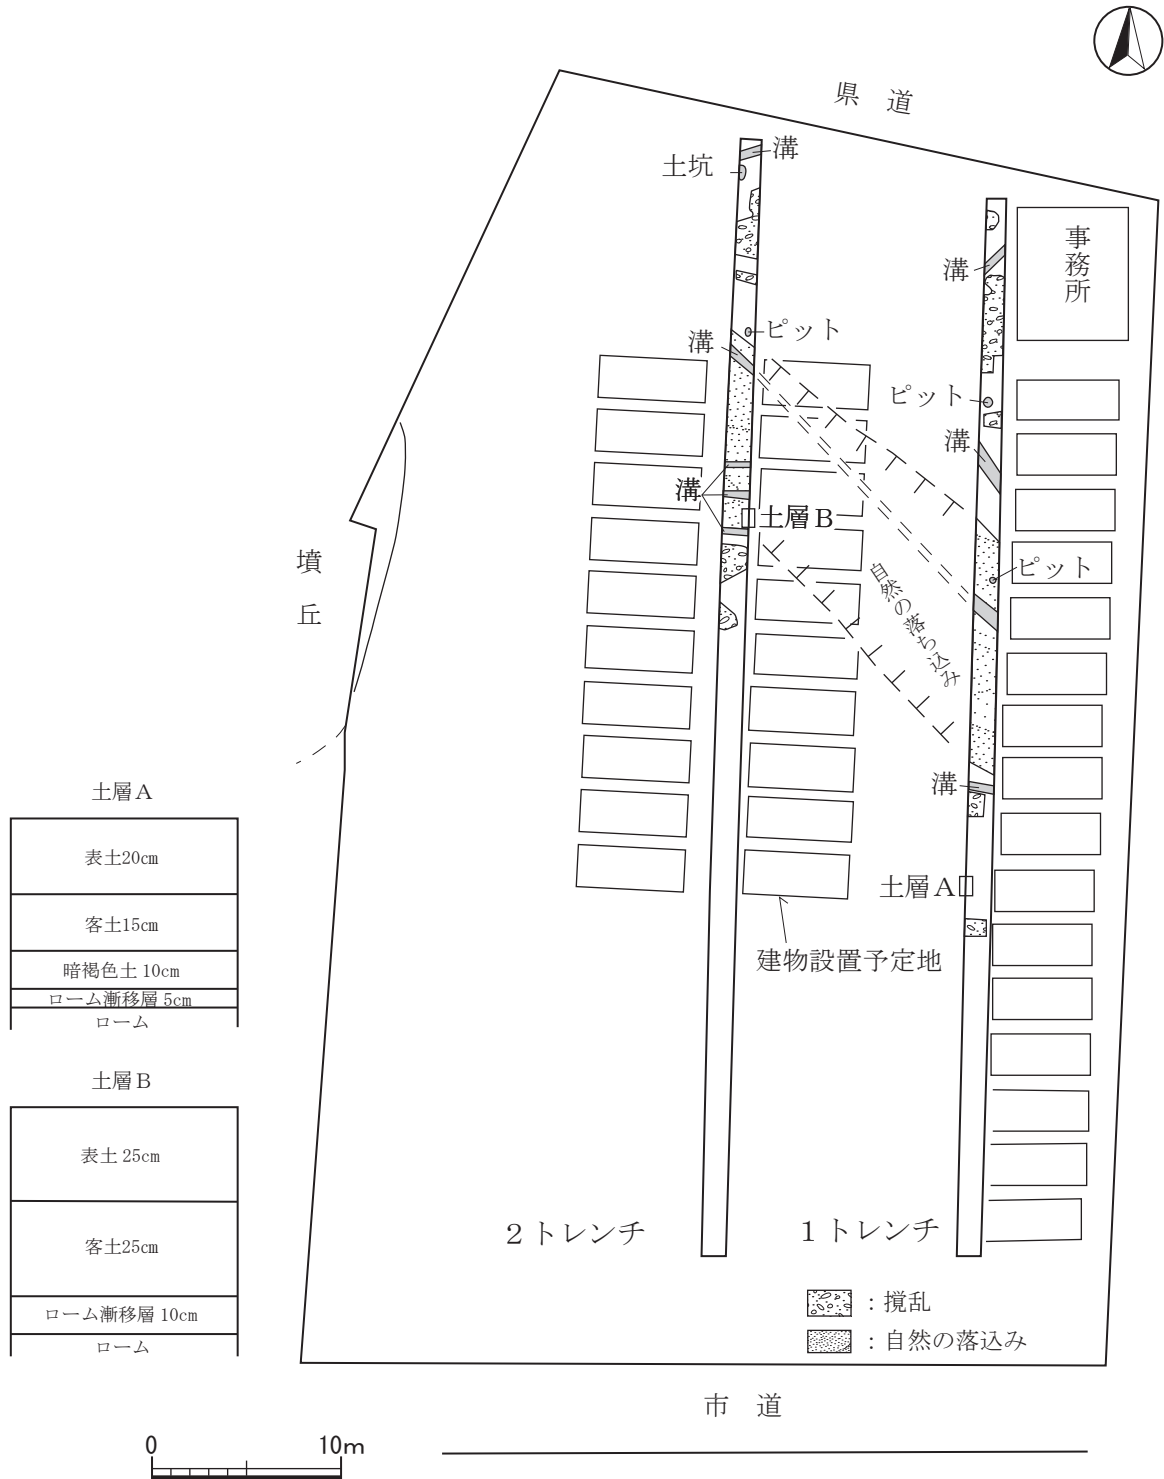 県 道
溝
土坑
事務所
溝
ピット
溝
ピット
溝
溝
土層B
ピット
自然の落ち込み
墳丘
溝
土層A
土層A
表土20cm
客土15cm
暗褐色土 10cm
ローム漸移層 5cm
ローム
建物設置予定地
土層B
表土 25cm
客土25cm
ローム漸移層 10cm
ローム
2トレンチ
1トレンチ
:撹乱
:自然の落込み
市 道
0
10m